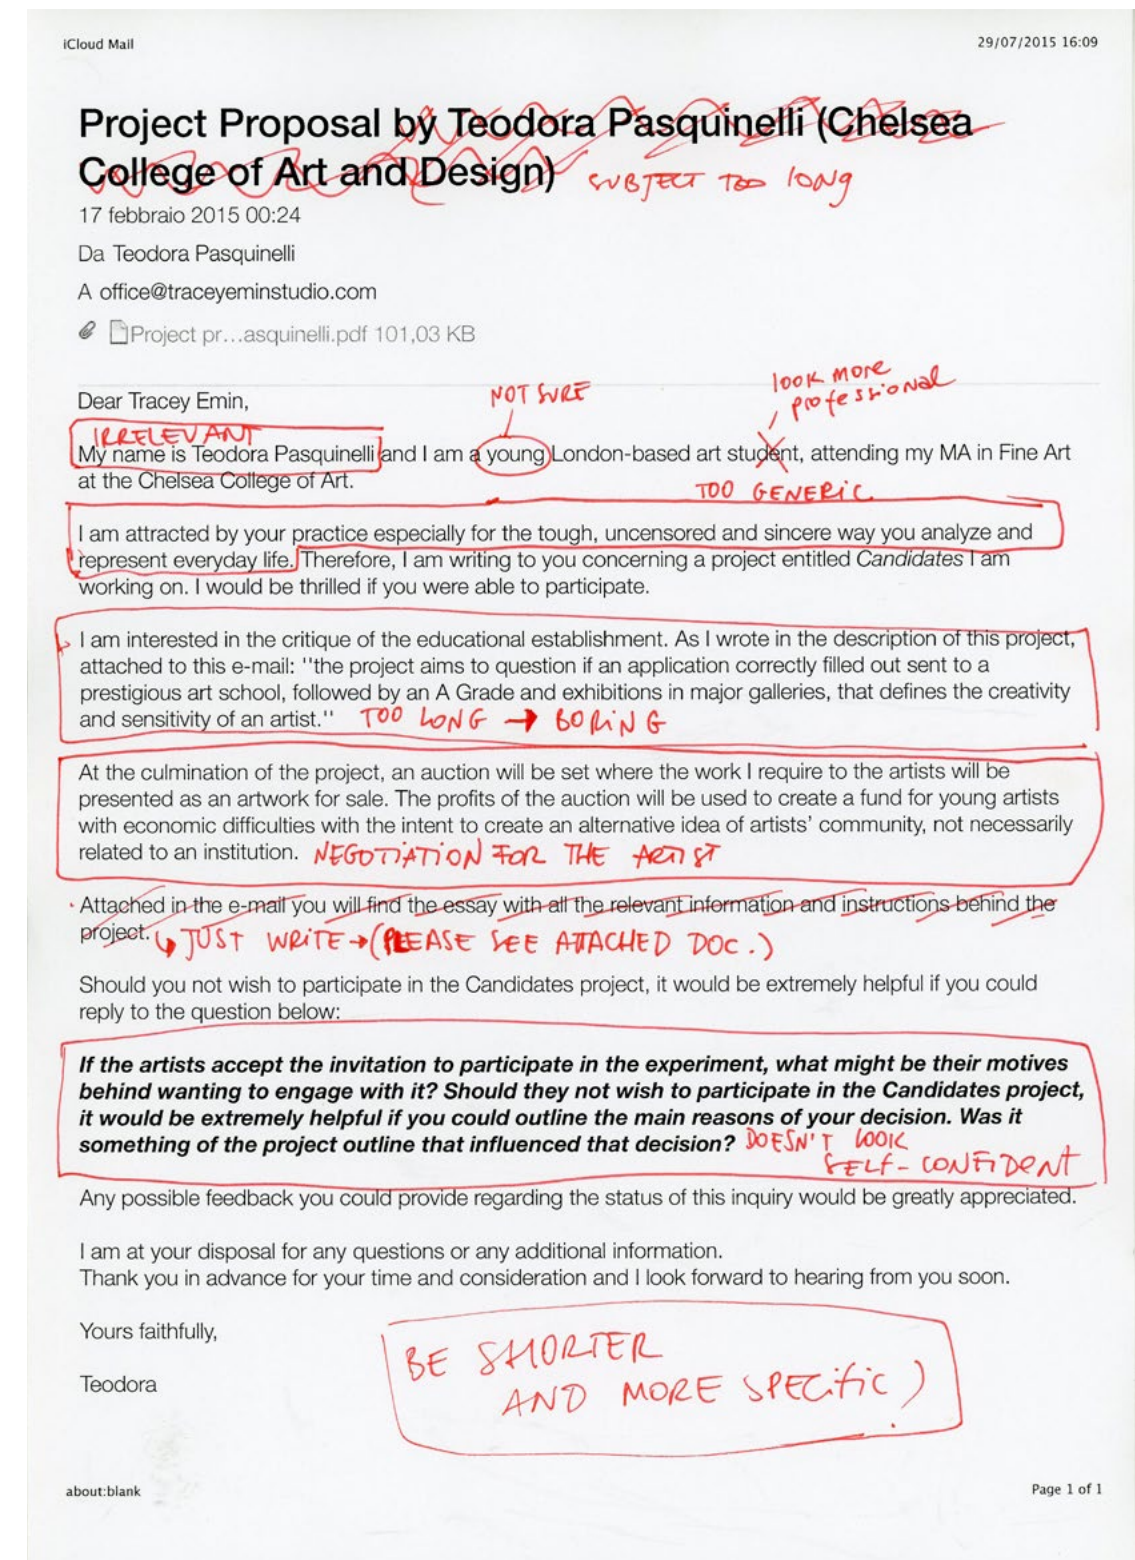 iCloud Mail 29/07/2015 16:09
Project Proposal by Teodora Pasquinelli (Chelsea
College of Art and Design) SUBJECT TOO lONg
17 febbraio 2015 00:24
Da Teodora Pasquinelli
A office@traceyeminstudio.com
Project pr...asquinelli.pdf 101,03 KB
look more
professional
NOT SURE
Dear Tracey Emin,
IRRELEVANT
My name is Teodora Pasquinelli and I am a young London-based art student, attending my MA in Fine Art
at the Chelsea College of Art.
TOO GENERiC
I am attracted by your practice especially for the tough, uncensored and sincere way you analyze and
represent everyday life. Therefore, I am writing to you concerning a project entitled Candidates I am
working on. I would be thrilled if you were able to participate.
I am interested in the critique of the educational establishment. As I wrote in the description of this project,
attached to this e-mail: "the project aims to question if an application correctly filled out sent to a
prestigious art school, followed by an A Grade and exhibitions in major galleries, that defines the creativity
and sensitivity of an artist." TOO LONG → BORiNG
At the culmination of the project, an auction will be set where the work I require to the artists will be
presented as an artwork for sale. The profits of the auction will be used to create a fund for young artists
with economic difficulties with the intent to create an alternative idea of artists' community, not necessarily
related to an institution. NEGOTiATiON FOR THE ARTIST
Attached in the e-mail you will find the essay with all the relevant information and instructions behind the
project. ↳ JUST WRiTE → (PLEASE SEE ATTACHED DOC.)
Should you not wish to participate in the Candidates project, it would be extremely helpful if you could
reply to the question below:
If the artists accept the invitation to participate in the experiment, what might be their motives
behind wanting to engage with it? Should they not wish to participate in the Candidates project,
it would be extremely helpful if you could outline the main reasons of your decision. Was it
something of the project outline that influenced that decision? DOESN'T LOOK
SELF-CONFiDENT
Any possible feedback you could provide regarding the status of this inquiry would be greatly appreciated.
I am at your disposal for any questions or any additional information.
Thank you in advance for your time and consideration and I look forward to hearing from you soon.
Yours faithfully,
Teodora
BE SHORTER
AND MORE SPECific)
about:blank Page 1 of 1